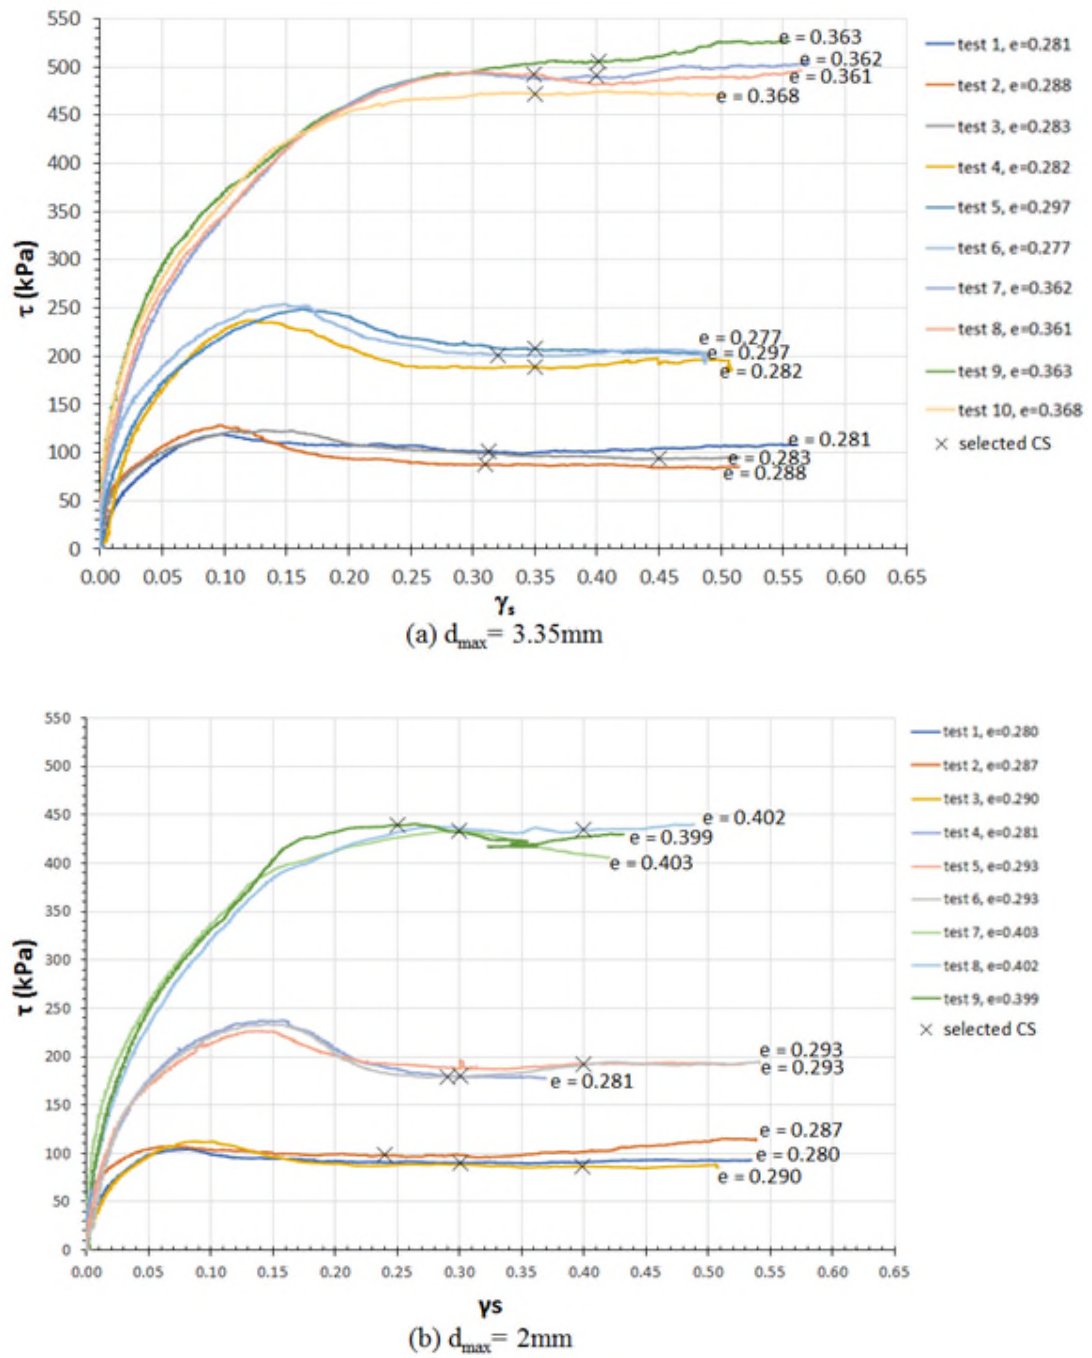 550
500
450
400
350
300
250
200
150
100
50
0
τ (kPa)
0.00 0.05 0.10 0.15 0.20 0.25 0.30 0.35 0.40 0.45 0.50 0.55 0.60 0.65
γs
e = 0.363
e = 0.362
e = 0.361
e = 0.368
e = 0.277
e = 0.297
e = 0.282
e = 0.281
e = 0.283
e = 0.288
test 1, e=0.281
test 2, e=0.288
test 3, e=0.283
test 4, e=0.282
test 5, e=0.297
test 6, e=0.277
test 7, e=0.362
test 8, e=0.361
test 9, e=0.363
test 10, e=0.368
selected CS
(a) dmax= 3.35mm
550
500
450
400
350
300
250
200
150
100
50
0
τ (kPa)
0.00 0.05 0.10 0.15 0.20 0.25 0.30 0.35 0.40 0.45 0.50 0.55 0.60 0.65
γs
e = 0.402
e = 0.399
e = 0.403
e = 0.293
e = 0.293
e = 0.281
e = 0.287
e = 0.280
e = 0.290
test 1, e=0.280
test 2, e=0.287
test 3, e=0.290
test 4, e=0.281
test 5, e=0.293
test 6, e=0.293
test 7, e=0.403
test 8, e=0.402
test 9, e=0.399
selected CS
(b) dmax= 2mm